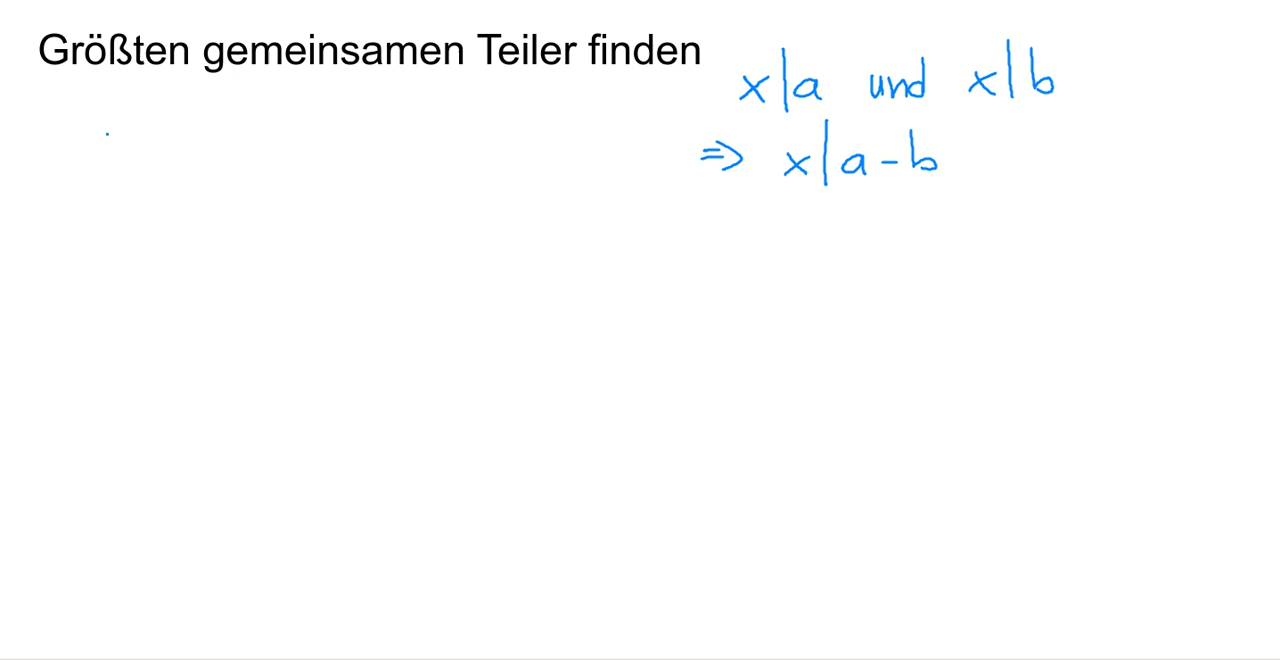 Größten gemeinsamen Teiler finden
x|a und x|b
=> x|a-b